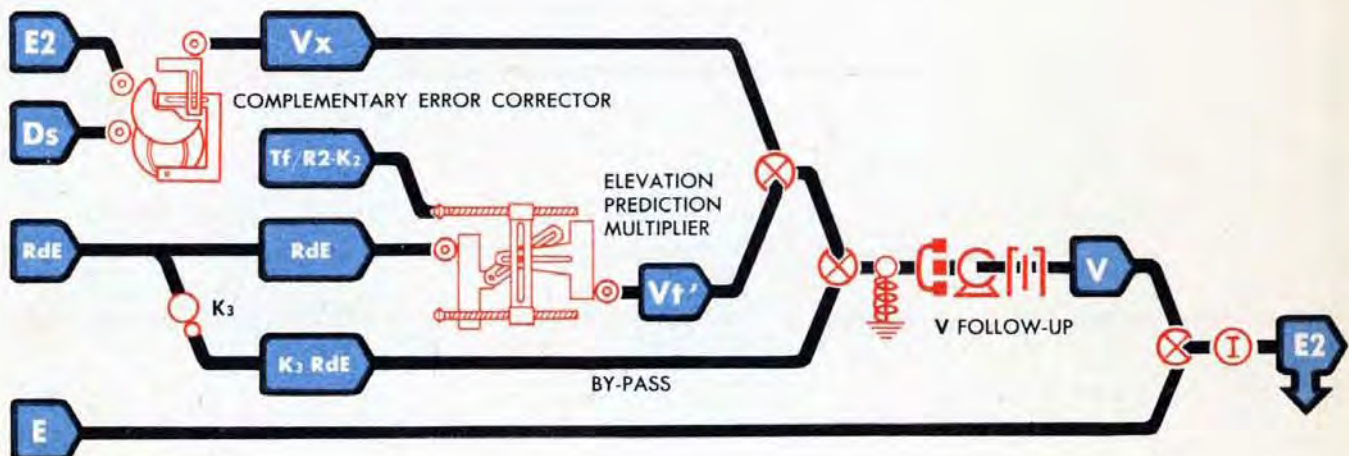 E2
Vx
COMPLEMENTARY ERROR CORRECTOR
Ds
Tf/R2-K₂
ELEVATION
PREDICTION
MULTIPLIER
RdE
RdE
Vt'
V
V FOLLOW-UP
K₃
K₃ RdE
BY-PASS
I
E2
E